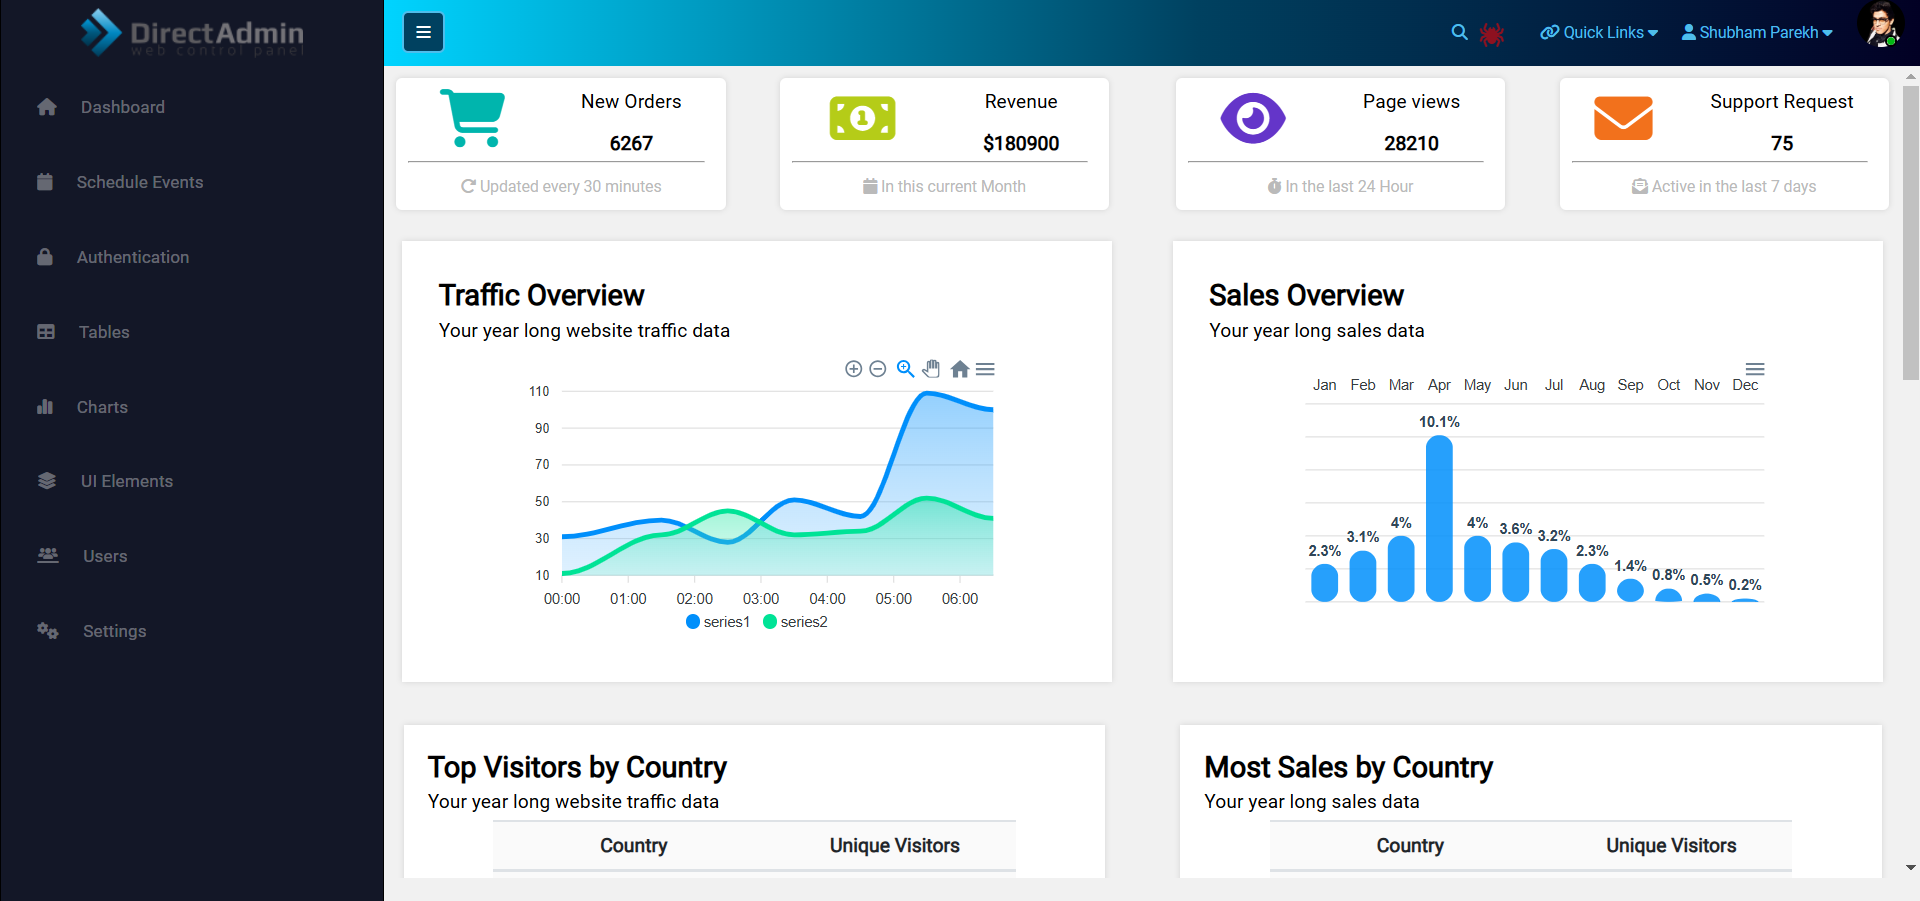 DirectAdmin
web control panel
Dashboard
Schedule Events
Authentication
Tables
Charts
UI Elements
Users
Settings
Quick Links
Shubham Parekh
New Orders
6267
Updated every 30 minutes
1
Revenue
$180900
In this current Month
Page views
28210
In the last 24 Hour
Support Request
75
Active in the last 7 days
Traffic Overview
Your year long website traffic data
110
90
70
50
30
10
00:00 01:00 02:00 03:00 04:00 05:00 06:00
series1 series2
Sales Overview
Your year long sales data
Jan Feb Mar Apr May Jun Jul Aug Sep Oct Nov Dec
2.3% 3.1% 4% 10.1% 4% 3.6% 3.2% 2.3% 1.4% 0.8% 0.5% 0.2%
Top Visitors by Country
Your year long website traffic data
Country Unique Visitors
Most Sales by Country
Your year long sales data
Country Unique Visitors